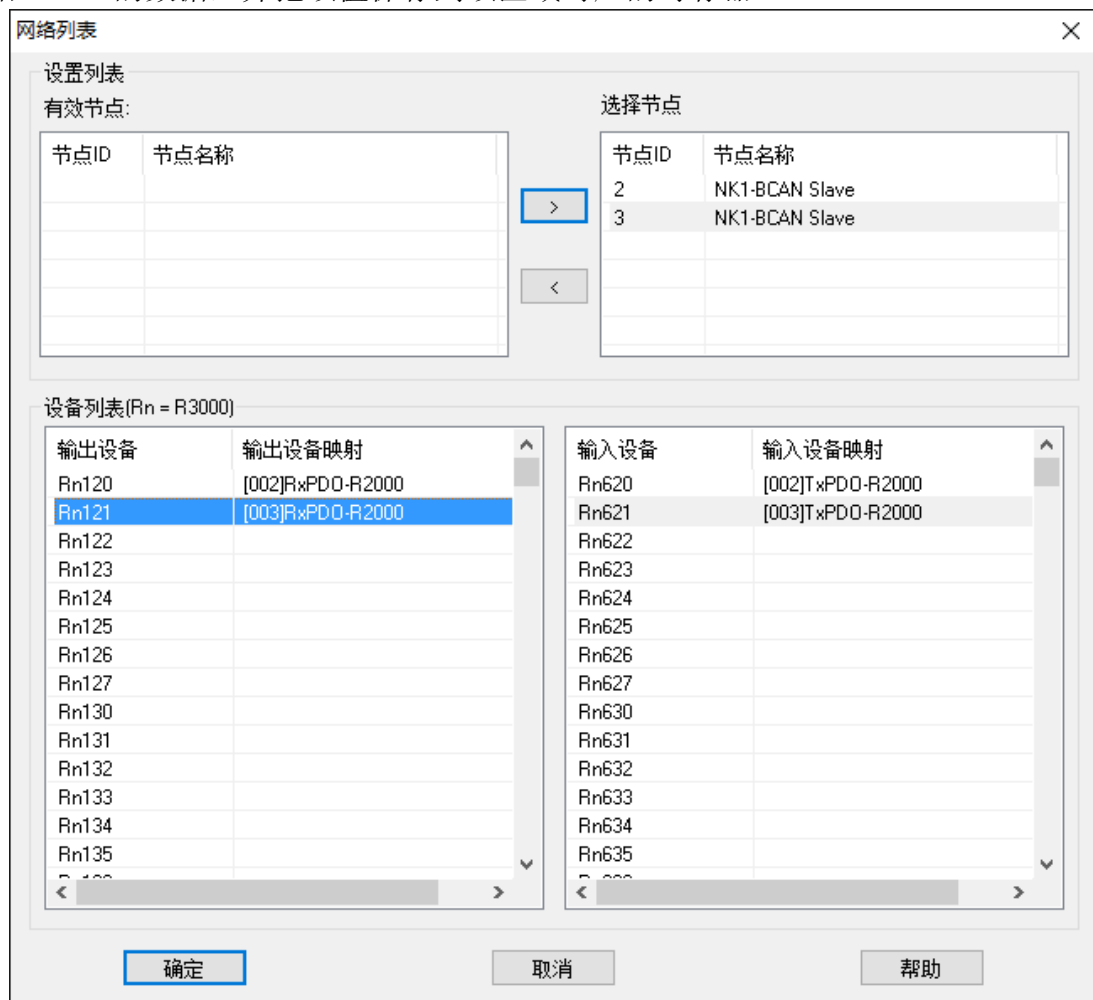 网络列表
设置列表
有效节点:
选择节点
节点ID 节点名称
节点ID 节点名称
2 NK1-BCAN Slave
3 NK1-BCAN Slave
>
<
设备列表(Rn = R3000)
输出设备 输出设备映射
Rn120 [002]RxPDO-R2000
Rn121 [003]RxPDO-R2000
Rn122
Rn123
Rn124
Rn125
Rn126
Rn127
Rn130
Rn131
Rn132
Rn133
Rn134
Rn135
输入设备 输入设备映射
Rn620 [002]TxPDO-R2000
Rn621 [003]TxPDO-R2000
Rn622
Rn623
Rn624
Rn625
Rn626
Rn627
Rn630
Rn631
Rn632
Rn633
Rn634
Rn635
确定 取消 帮助